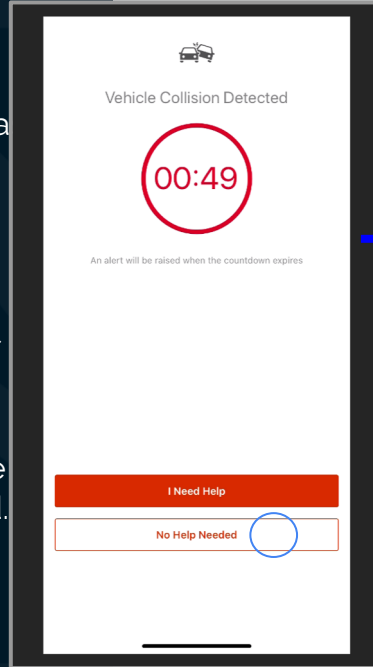 Vehicle Collision Detected
00:49
An alert will be raised when the countdown expires
I Need Help
No Help Needed